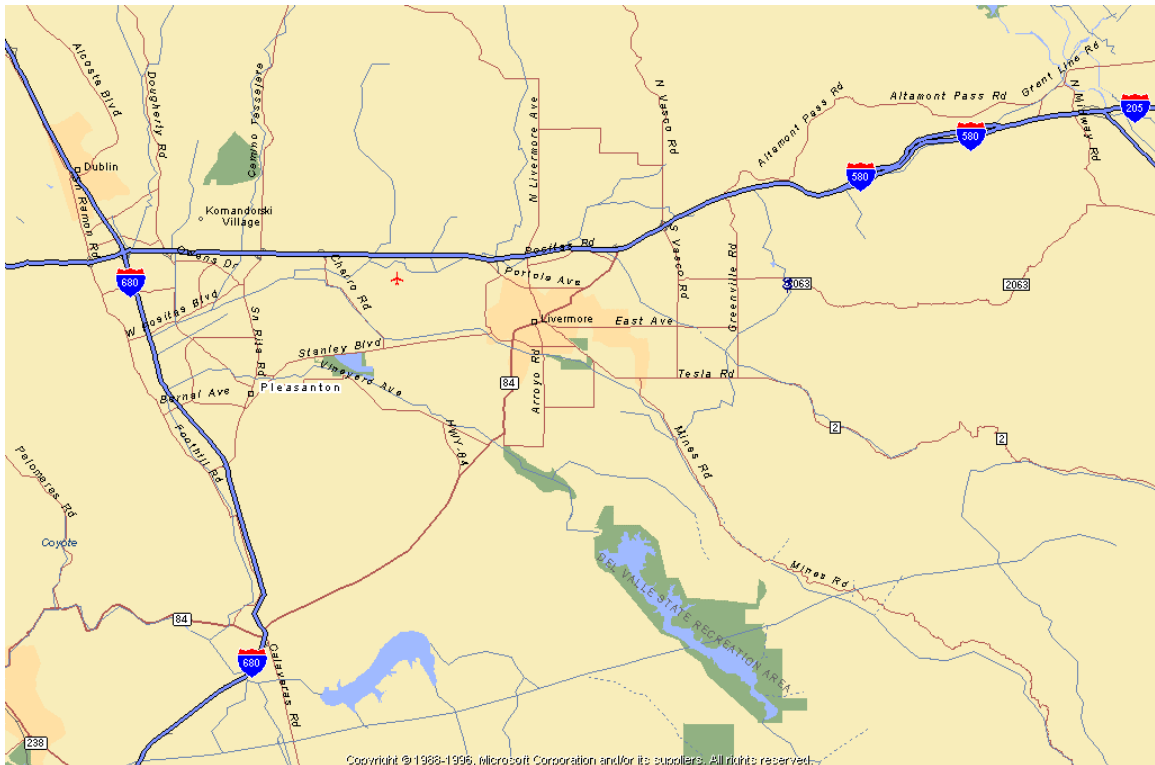 Alcosta Blvd
Dougherly Rd
Camino Tassajara
N Livermore Ave
N Vasco Rd
Altamont Pass Rd
Altamont Pass Rd
Grant Line Rd
N Midway Rd
205
580
580
Dublin
Sn Ramon Rd
Komandorski
Village
Owens Dr
Positas Rd
S Vasco Rd
Greenville Rd
680
Charro Rd
Portola Ave
2063
2063
W Positas Blvd
Sn Rita Rd
Livermore
East Ave
Stanley Blvd
Vineyard Ave
84
Arroyo Rd
Tesla Rd
Bernal Ave
Pleasanton
Foothill Rd
HWY-84
Mines Rd
2
2
Palomares Rd
Coyote
DEL VALLE STATE RECREATION AREA
Mines Rd
84
680
Calaveras Rd
238
Copyright © 1988-1996, Microsoft Corporation and/or its suppliers. All rights reserved.